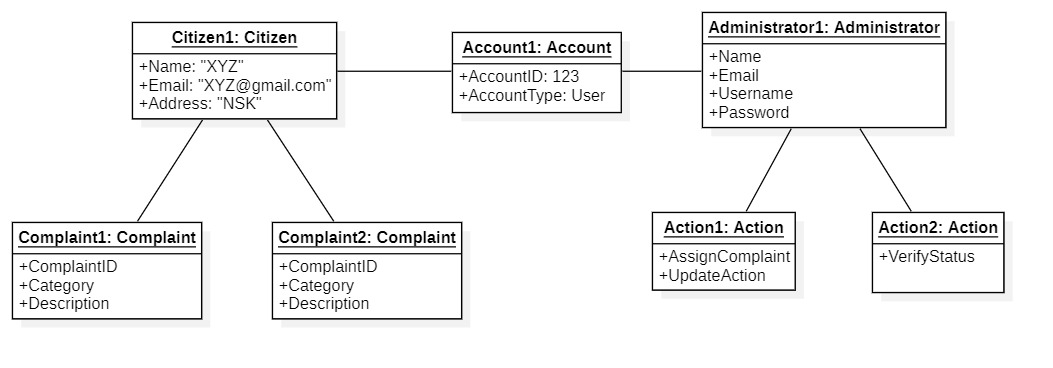 Citizen1: Citizen
+Name: "XYZ"
+Email: "XYZ@gmail.com"
+Address: "NSK"
Account1: Account
+AccountID: 123
+AccountType: User
Administrator1: Administrator
+Name
+Email
+Username
+Password
Complaint1: Complaint
+ComplaintID
+Category
+Description
Complaint2: Complaint
+ComplaintID
+Category
+Description
Action1: Action
+AssignComplaint
+UpdateAction
Action2: Action
+VerifyStatus